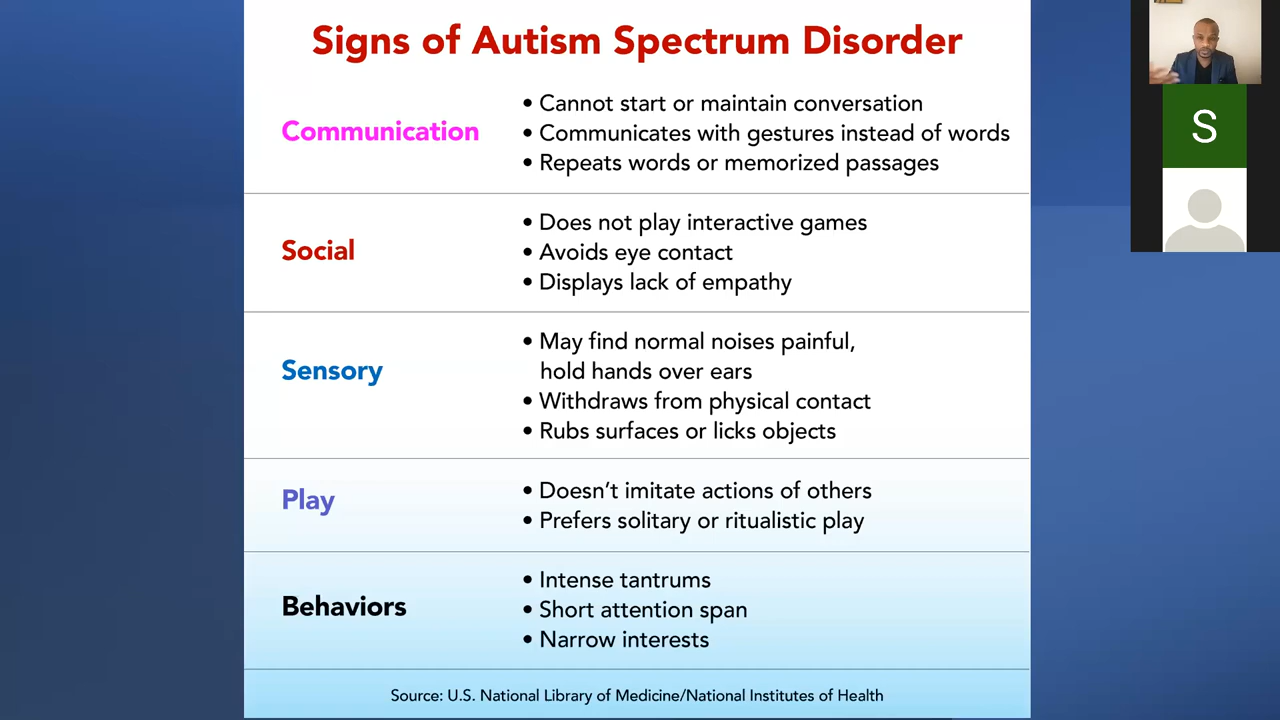 Signs of Autism Spectrum Disorder
Communication
• Cannot start or maintain conversation
• Communicates with gestures instead of words
• Repeats words or memorized passages
Social
• Does not play interactive games
• Avoids eye contact
• Displays lack of empathy
Sensory
• May find normal noises painful,
hold hands over ears
• Withdraws from physical contact
• Rubs surfaces or licks objects
Play
• Doesn’t imitate actions of others
• Prefers solitary or ritualistic play
Behaviors
• Intense tantrums
• Short attention span
• Narrow interests
Source: U.S. National Library of Medicine/National Institutes of Health
S